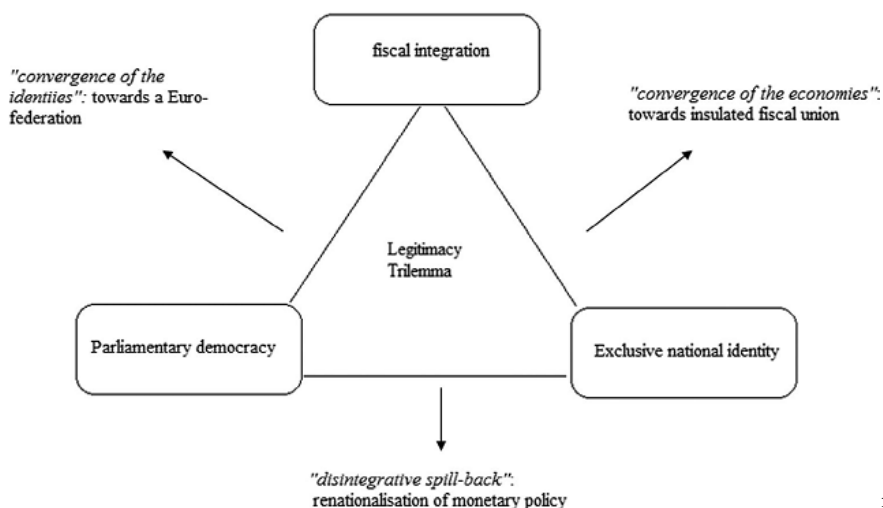 fiscal integration
"convergence of the
identiies": towards a Euro-
federation
"convergence of the economies":
towards insulated fiscal union
Legitimacy
Trilemma
Parliamentary democracy
Exclusive national identity
"disintegrative spill-back":
renationalisation of monetary policy